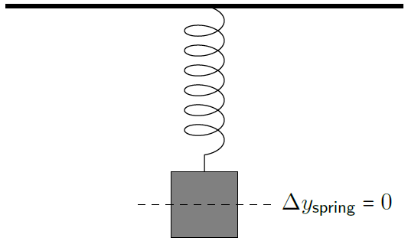 Δy_spring = 0